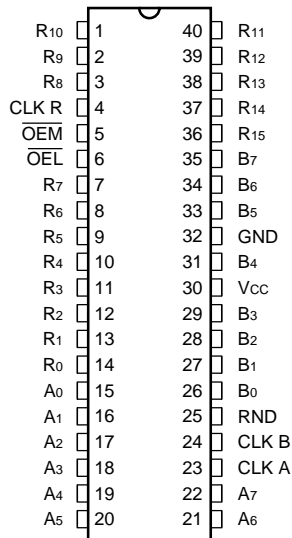 R10 1 40 R11
R9 2 39 R12
R8 3 38 R13
CLK R 4 37 R14
OEM 5 36 R15
OEL 6 35 B7
R7 7 34 B6
R6 8 33 B5
R5 9 32 GND
R4 10 31 B4
R3 11 30 VCC
R2 12 29 B3
R1 13 28 B2
R0 14 27 B1
A0 15 26 B0
A1 16 25 RND
A2 17 24 CLK B
A3 18 23 CLK A
A4 19 22 A7
A5 20 21 A6